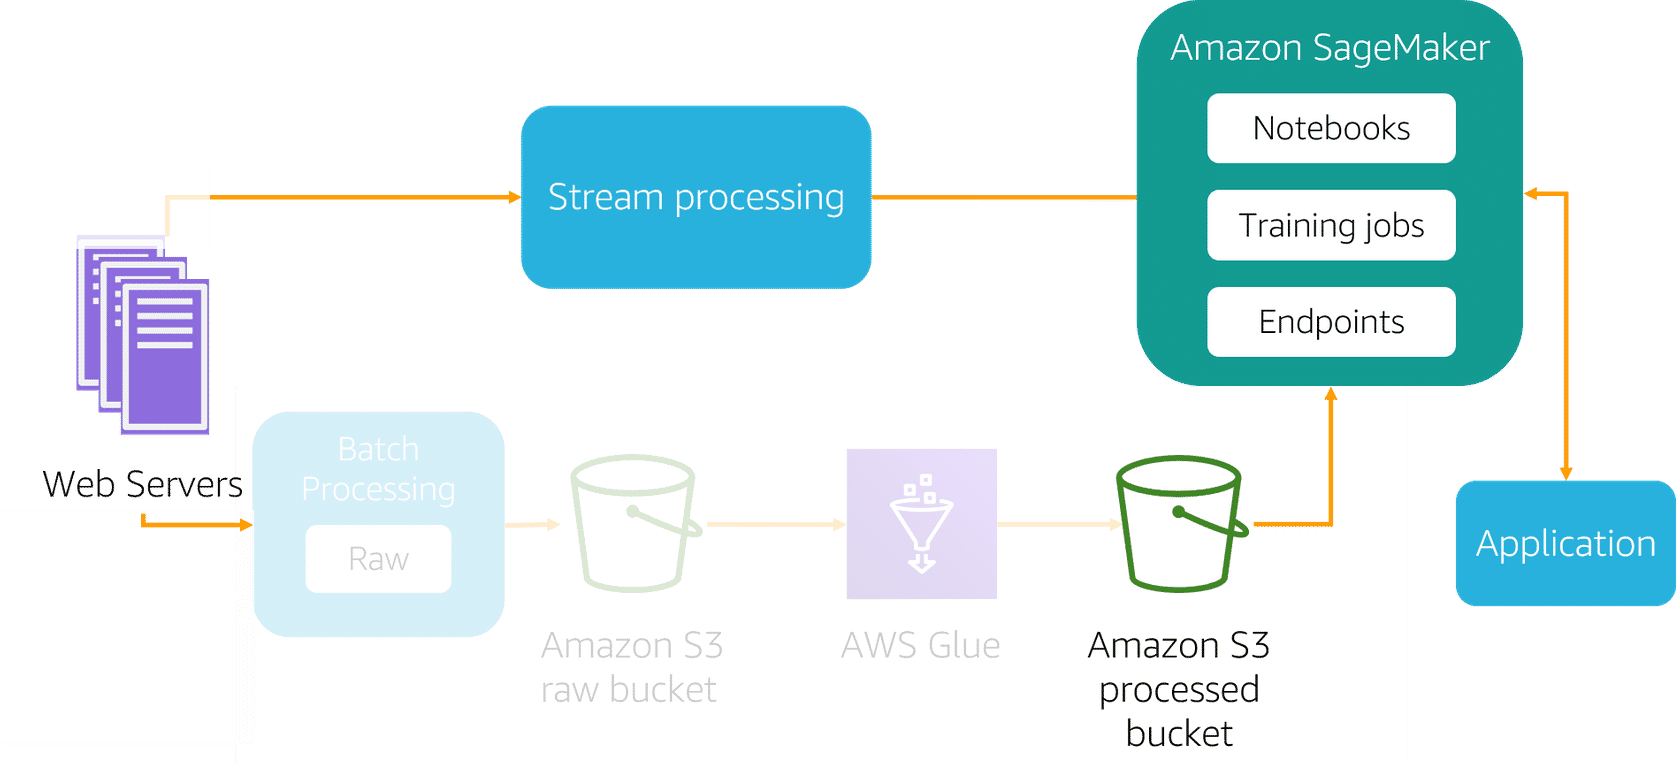 Amazon SageMaker
Notebooks
Stream processing
Training jobs
Endpoints
Web Servers
Batch
Processing
Raw
Application
Amazon S3
raw bucket
AWS Glue
Amazon S3
processed
bucket